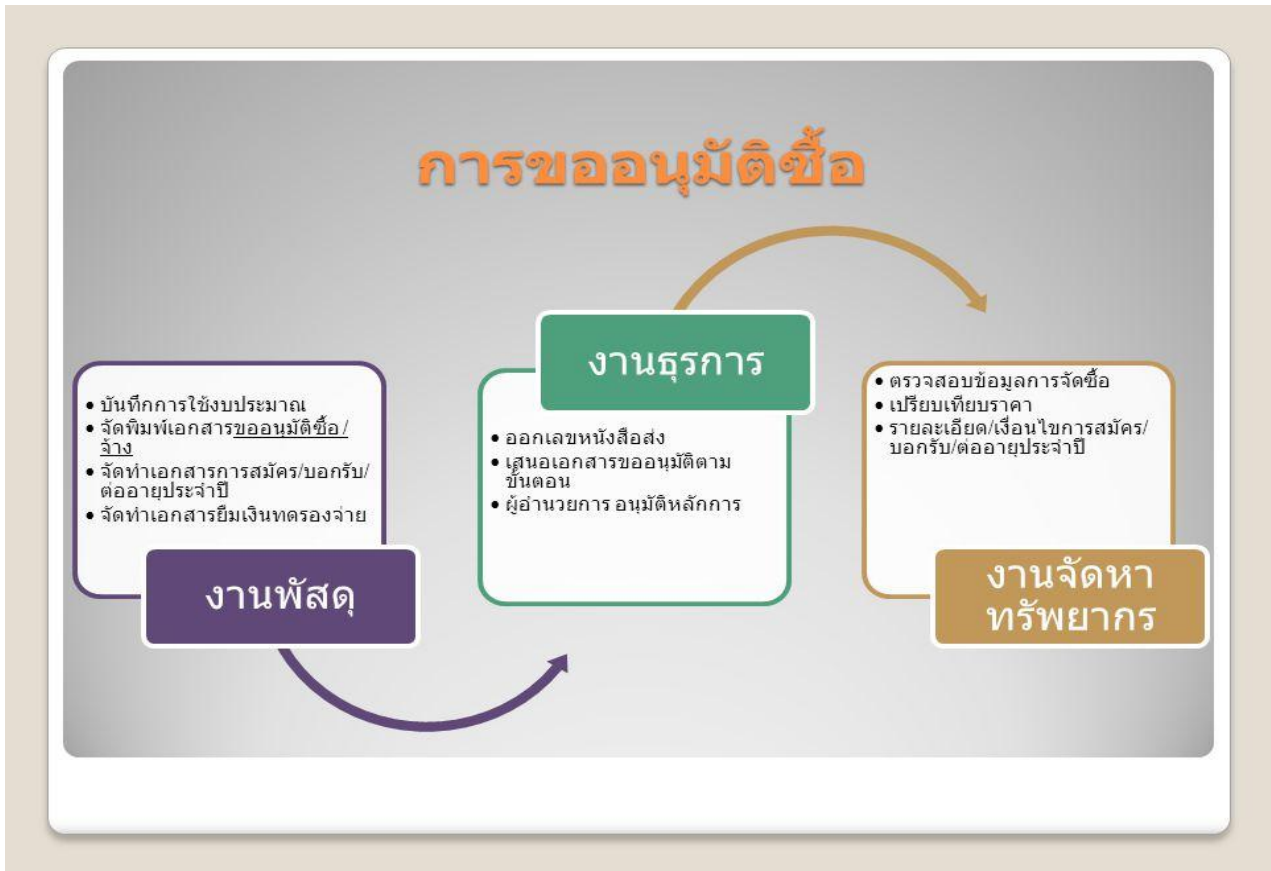 การขออนุมัติซื้อ
• บันทึกการใช้งบประมาณ
• จัดพิมพ์เอกสารขออนุมัติซื้อ/
จ้าง
• จัดทำเอกสารการสมัคร/บอกรับ/
ต่ออายุประจำปี
• จัดทำเอกสารยืมเงินทดรองจ่าย
งานพัสดุ
งานธุรการ
• ออกเลขหนังสือส่ง
• เสนอเอกสารขออนุมัติตาม
ขั้นตอน
• ผู้อำนวยการ อนุมัติหลักการ
• ตรวจสอบข้อมูลการจัดซื้อ
• เปรียบเทียบราคา
• รายละเอียด/เงื่อนไขการสมัคร/
บอกรับ/ต่ออายุประจำปี
งานจัดหา
ทรัพยากร